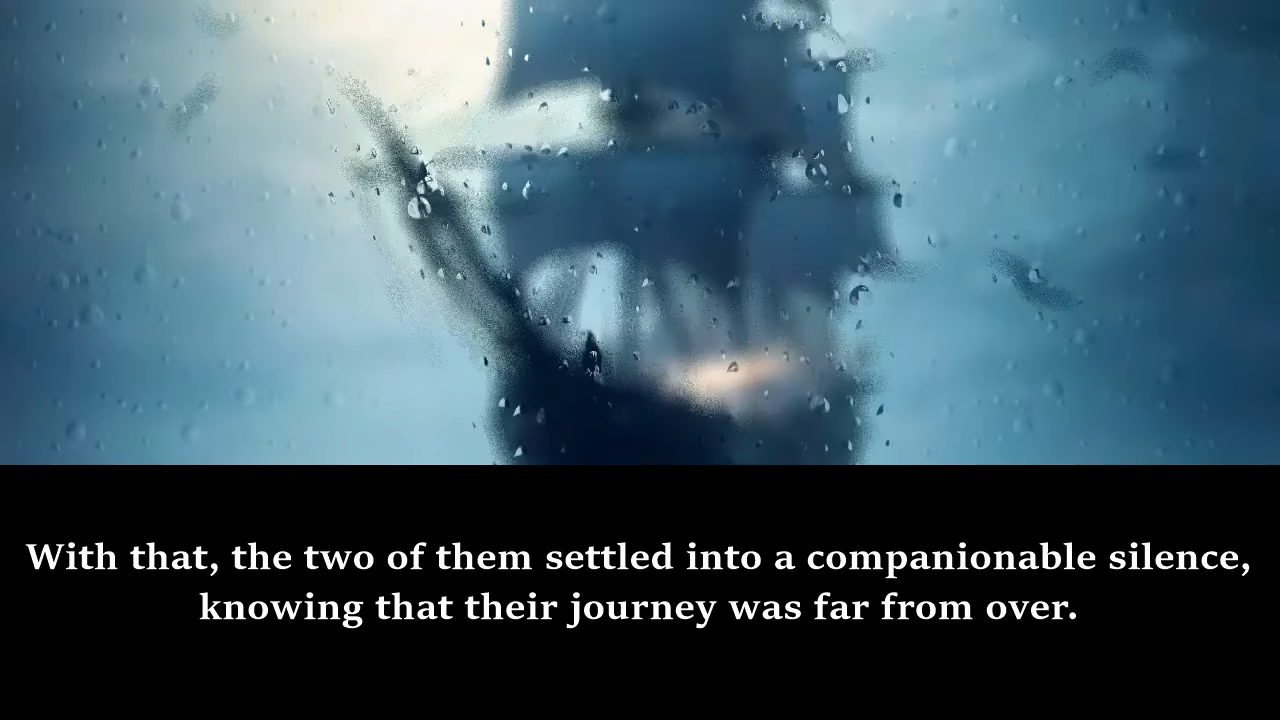 With that, the two of them settled into a companionable silence,
knowing that their journey was far from over.